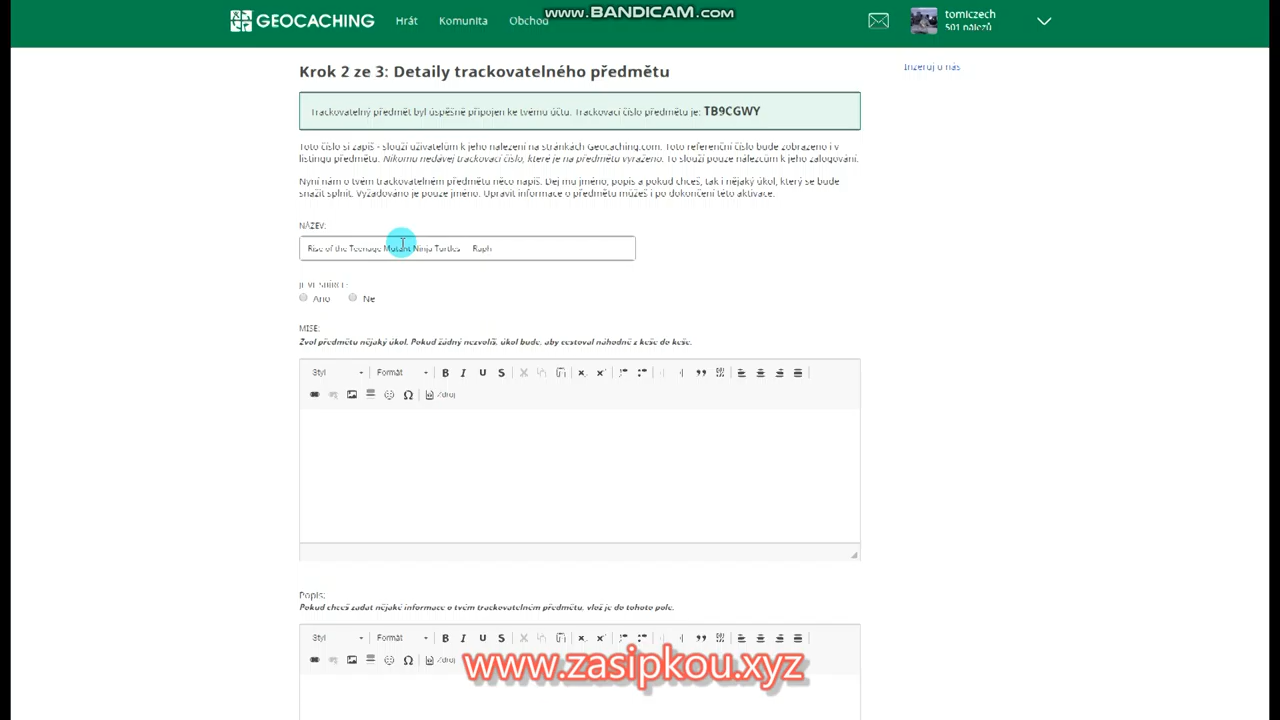 www.BANDICAM.com
GEOCACHING Hrát Komunita Obchod
tomiczech
501 nálezů
Krok 2 ze 3: Detaily trackovatelného předmětu
Inzeruj u nás
Trackovatelný předmět byl úspěšně připojen ke tvému účtu. Trackovací číslo předmětu je: TB9CGWY
Toto číslo si zapiš - slouží uživatelům k jeho nalezení na stránkách Geocaching.com. Toto referenční číslo bude zobrazeno i v
listingu předmětu. Nikomu nedávej trackovací číslo, které je na předmětu vyraženo. To slouží pouze nálezcům k jeho zalogování.
Nyní nám o tvém trackovatelném předmětu něco napiš. Dej mu jméno, popis a pokud chceš, tak i nějaký úkol, který se bude
snažit splnit. Vyžadováno je pouze jméno. Upravit informace o předmětu můžeš i po dokončení této aktivace.
NÁZEV:
Rise of the Teenage Mutant Ninja Turtles Raph
JE VE SBÍRCE:
Ano Ne
MISE:
Zvol předmětu nějaký úkol. Pokud žádný nezvolíš, úkol bude, aby cestoval náhodně z keše do keše.
Styl Formát B I U S
Zdroj
Popis:
Pokud chceš zadat nějaké informace o tvém trackovatelném předmětu, vlož je do tohoto pole.
Styl Formát B I U S
Zdroj
www.zasipkou.xyz